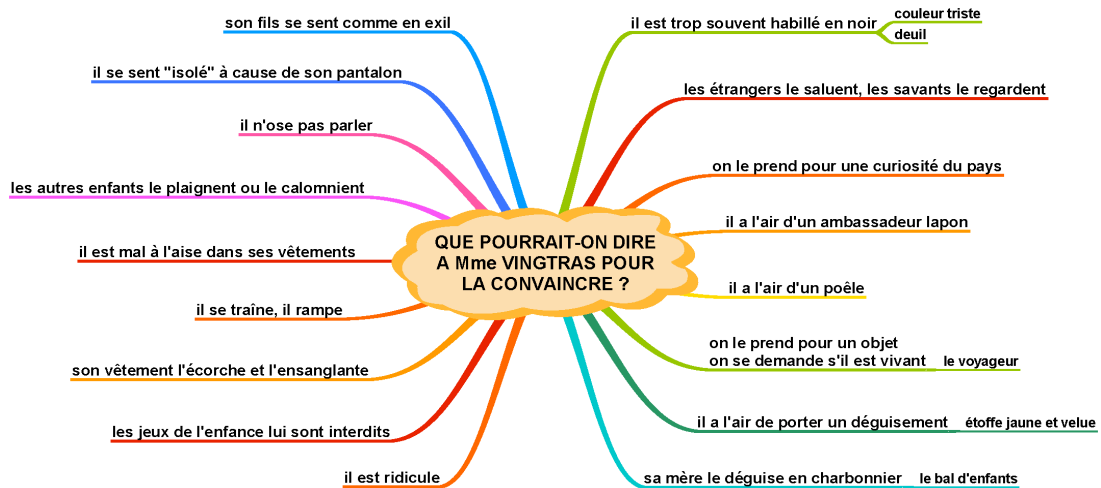 QUE POURRAIT-ON DIRE
A Mme VINGTRAS POUR
LA CONVAINCRE ?
il est trop souvent habillé en noir
couleur triste
deuil
les étrangers le saluent, les savants le regardent
on le prend pour une curiosité du pays
il a l'air d'un ambassadeur lapon
il a l'air d'un poêle
on le prend pour un objet
on se demande s'il est vivant
le voyageur
il a l'air de porter un déguisement
étoffe jaune et velue
sa mère le déguise en charbonnier
le bal d'enfants
son fils se sent comme en exil
il se sent "isolé" à cause de son pantalon
il n'ose pas parler
les autres enfants le plaignent ou le calomnient
il est mal à l'aise dans ses vêtements
il se traîne, il rampe
son vêtement l'écorche et l'ensanglante
les jeux de l'enfance lui sont interdits
il est ridicule